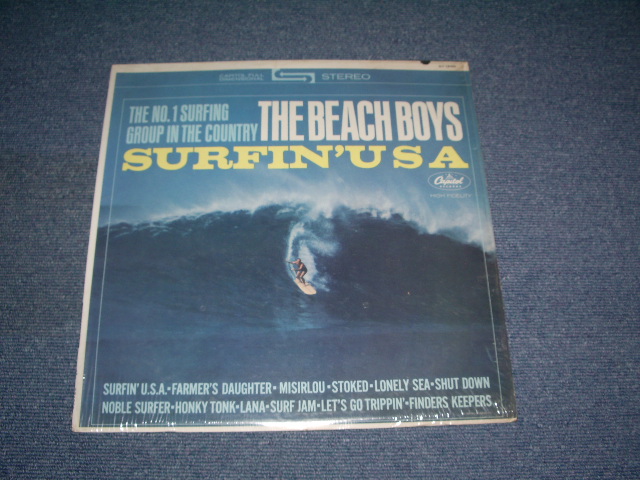 STEREO
THE NO. 1 SURFING
GROUP IN THE COUNTRY
THE BEACH BOYS
SURFIN' U S A
Capitol
RECORDS
HIGH FIDELITY
SURFIN' U.S.A. • FARMER'S DAUGHTER • MISIRLOU • STOKED • LONELY SEA • SHUT DOWN
NOBLE SURFER • HONKY TONK • LANA • SURF JAM • LET'S GO TRIPPIN' • FINDERS KEEPERS